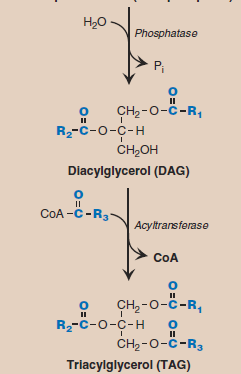 H₂O
Phosphatase
Pᵢ
O
O CH₂-O-C-R₁
R₂-C-O-C-H
CH₂OH
Diacylglycerol (DAG)
O
CoA-C-R₃
Acyltransferase
CoA
O
O CH₂-O-C-R₁
R₂-C-O-C-H O
CH₂-O-C-R₃
Triacylglycerol (TAG)